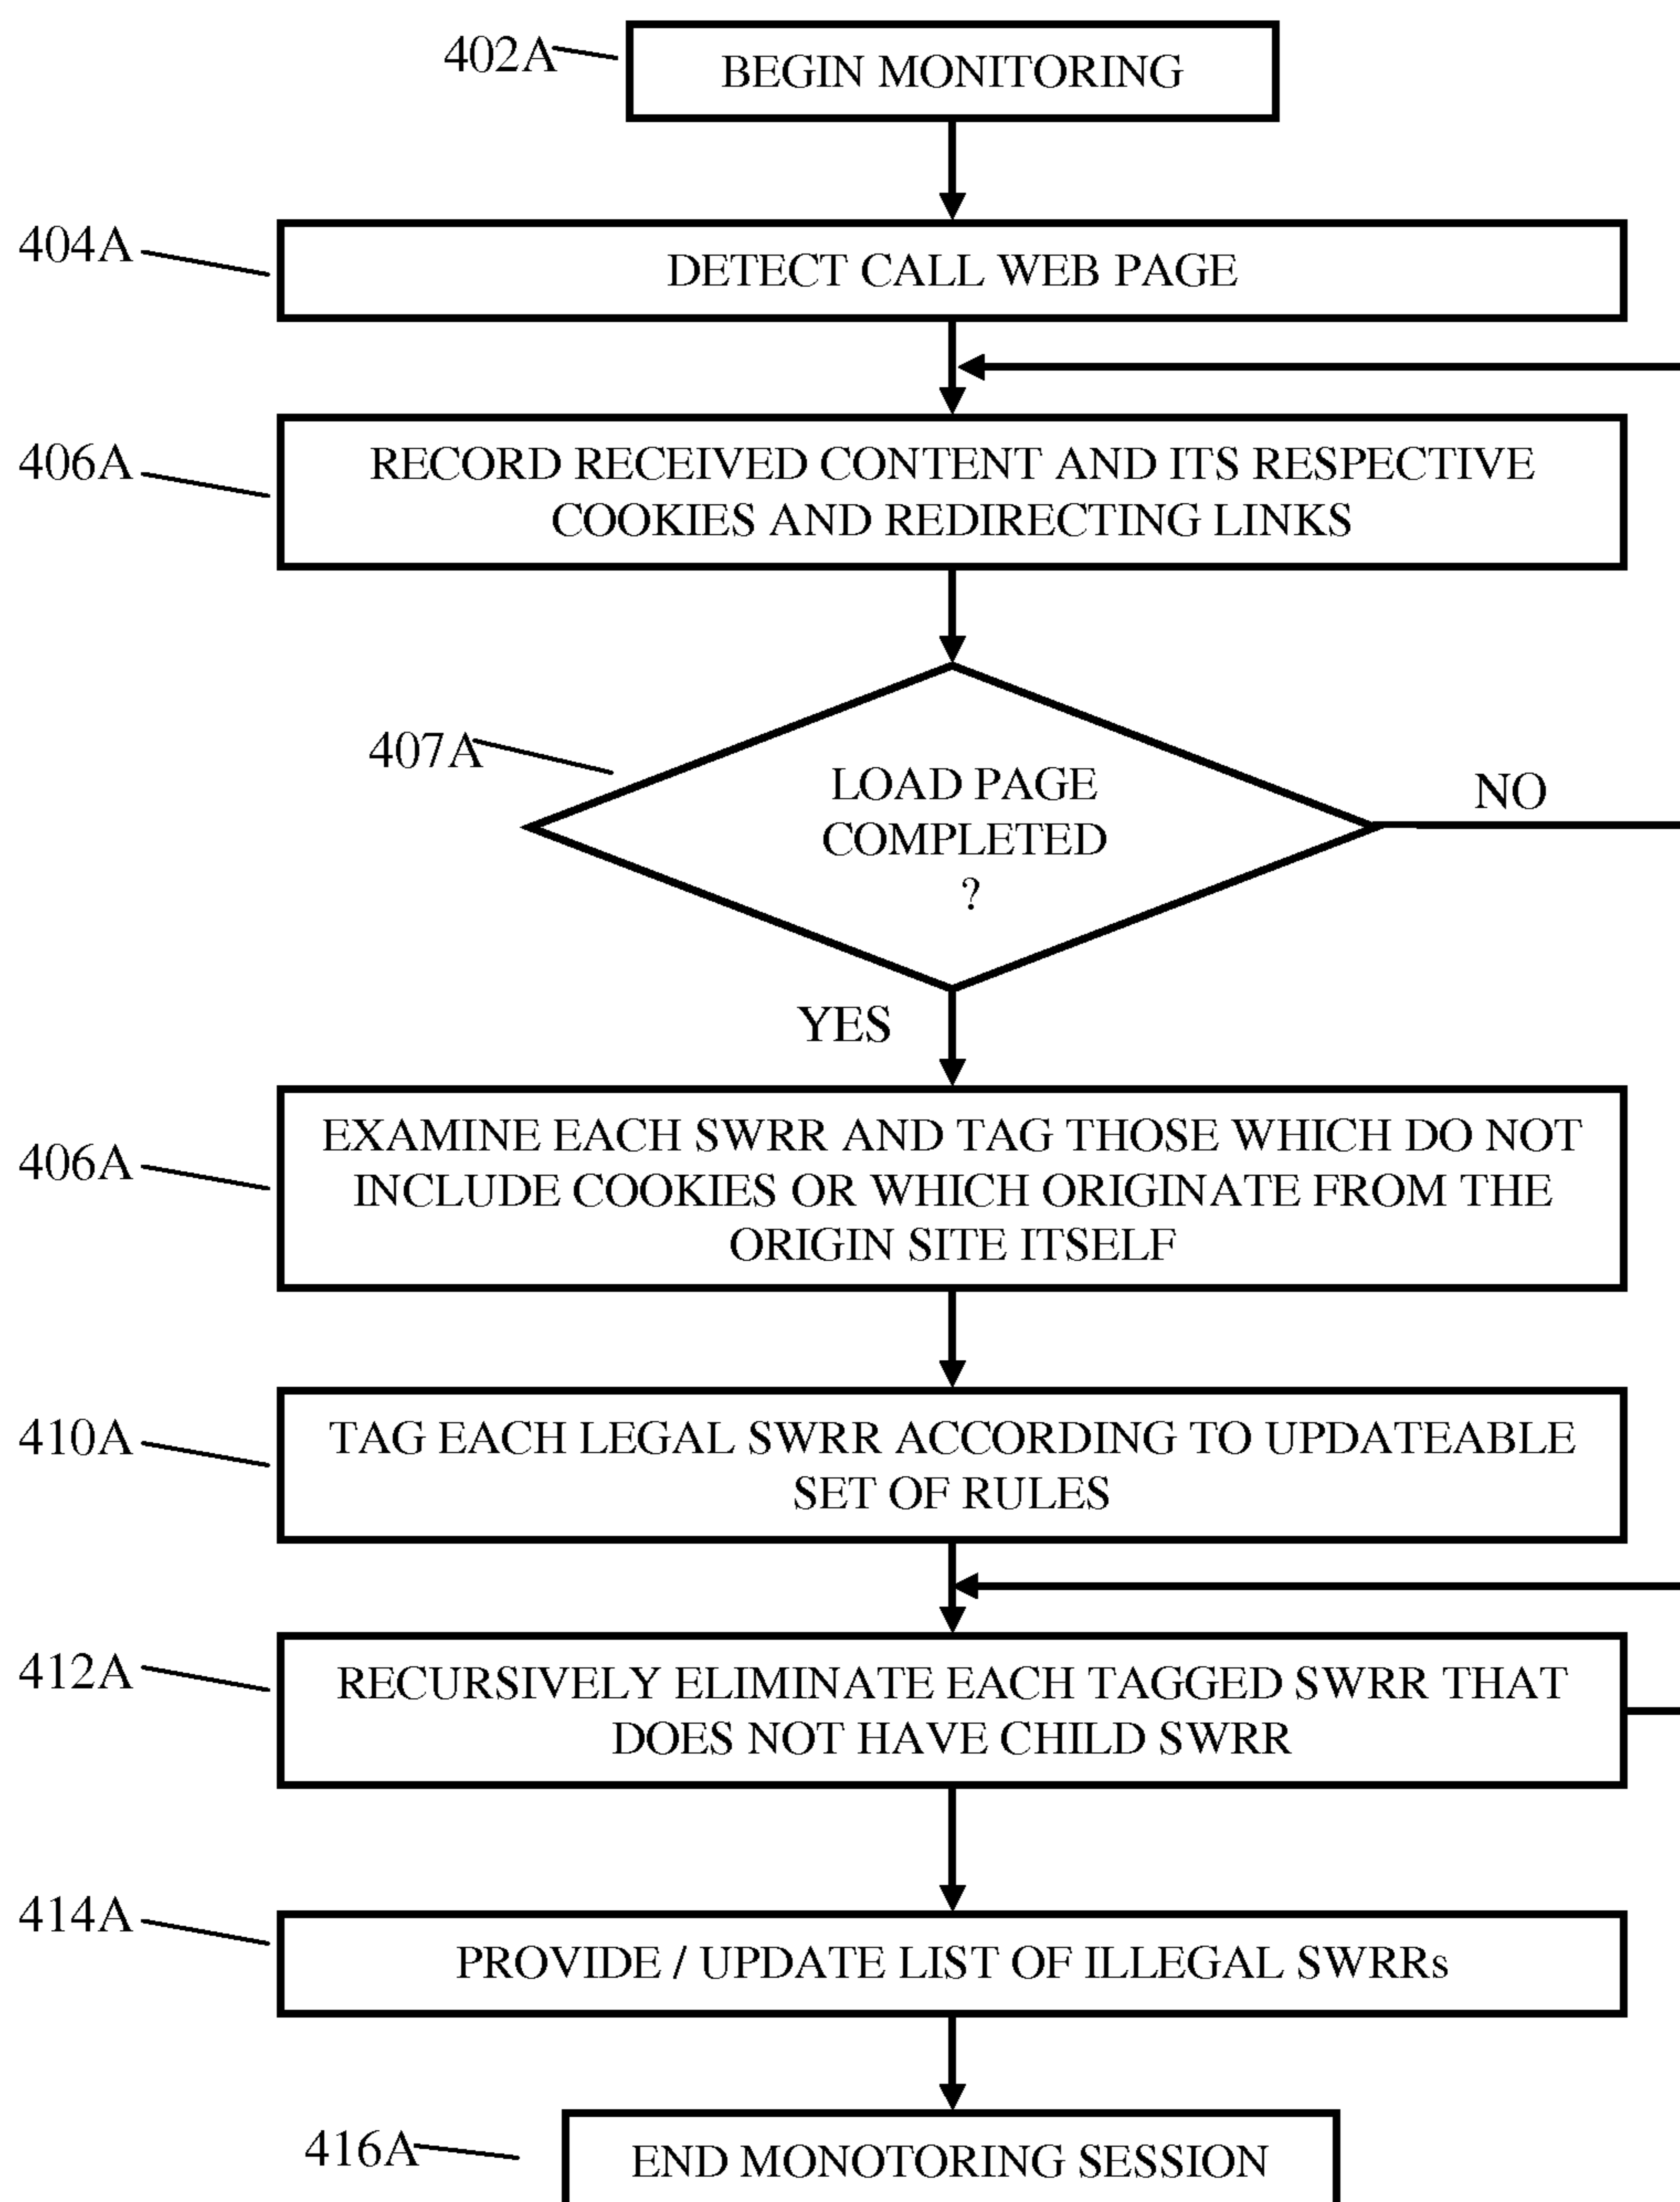 402A
BEGIN MONITORING
404A
DETECT CALL WEB PAGE
406A
RECORD RECEIVED CONTENT AND ITS RESPECTIVE
COOKIES AND REDIRECTING LINKS
407A
LOAD PAGE
COMPLETED
?
NO
YES
406A
EXAMINE EACH SWRR AND TAG THOSE WHICH DO NOT
INCLUDE COOKIES OR WHICH ORIGINATE FROM THE
ORIGIN SITE ITSELF
410A
TAG EACH LEGAL SWRR ACCORDING TO UPDATEABLE
SET OF RULES
412A
RECURSIVELY ELIMINATE EACH TAGGED SWRR THAT
DOES NOT HAVE CHILD SWRR
414A
PROVIDE / UPDATE LIST OF ILLEGAL SWRRs
416A
END MONOTORING SESSION